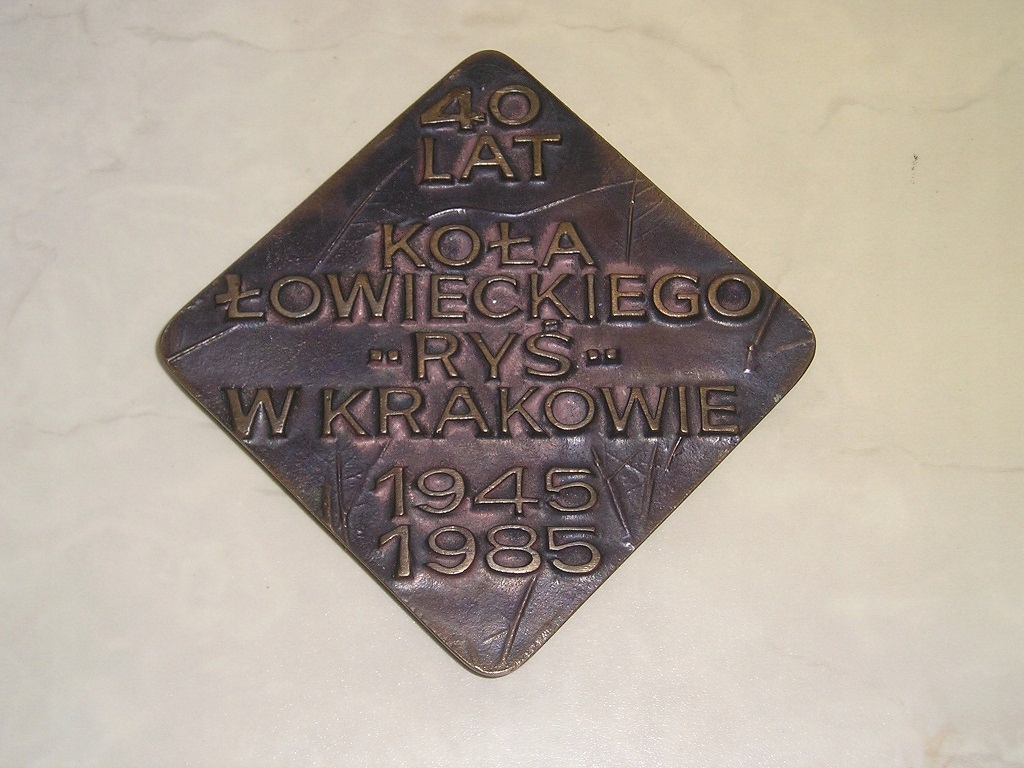 40
LAT
KOŁA
ŁOWIECKIEGO
"RYŚ"
W KRAKOWIE
1945
1985